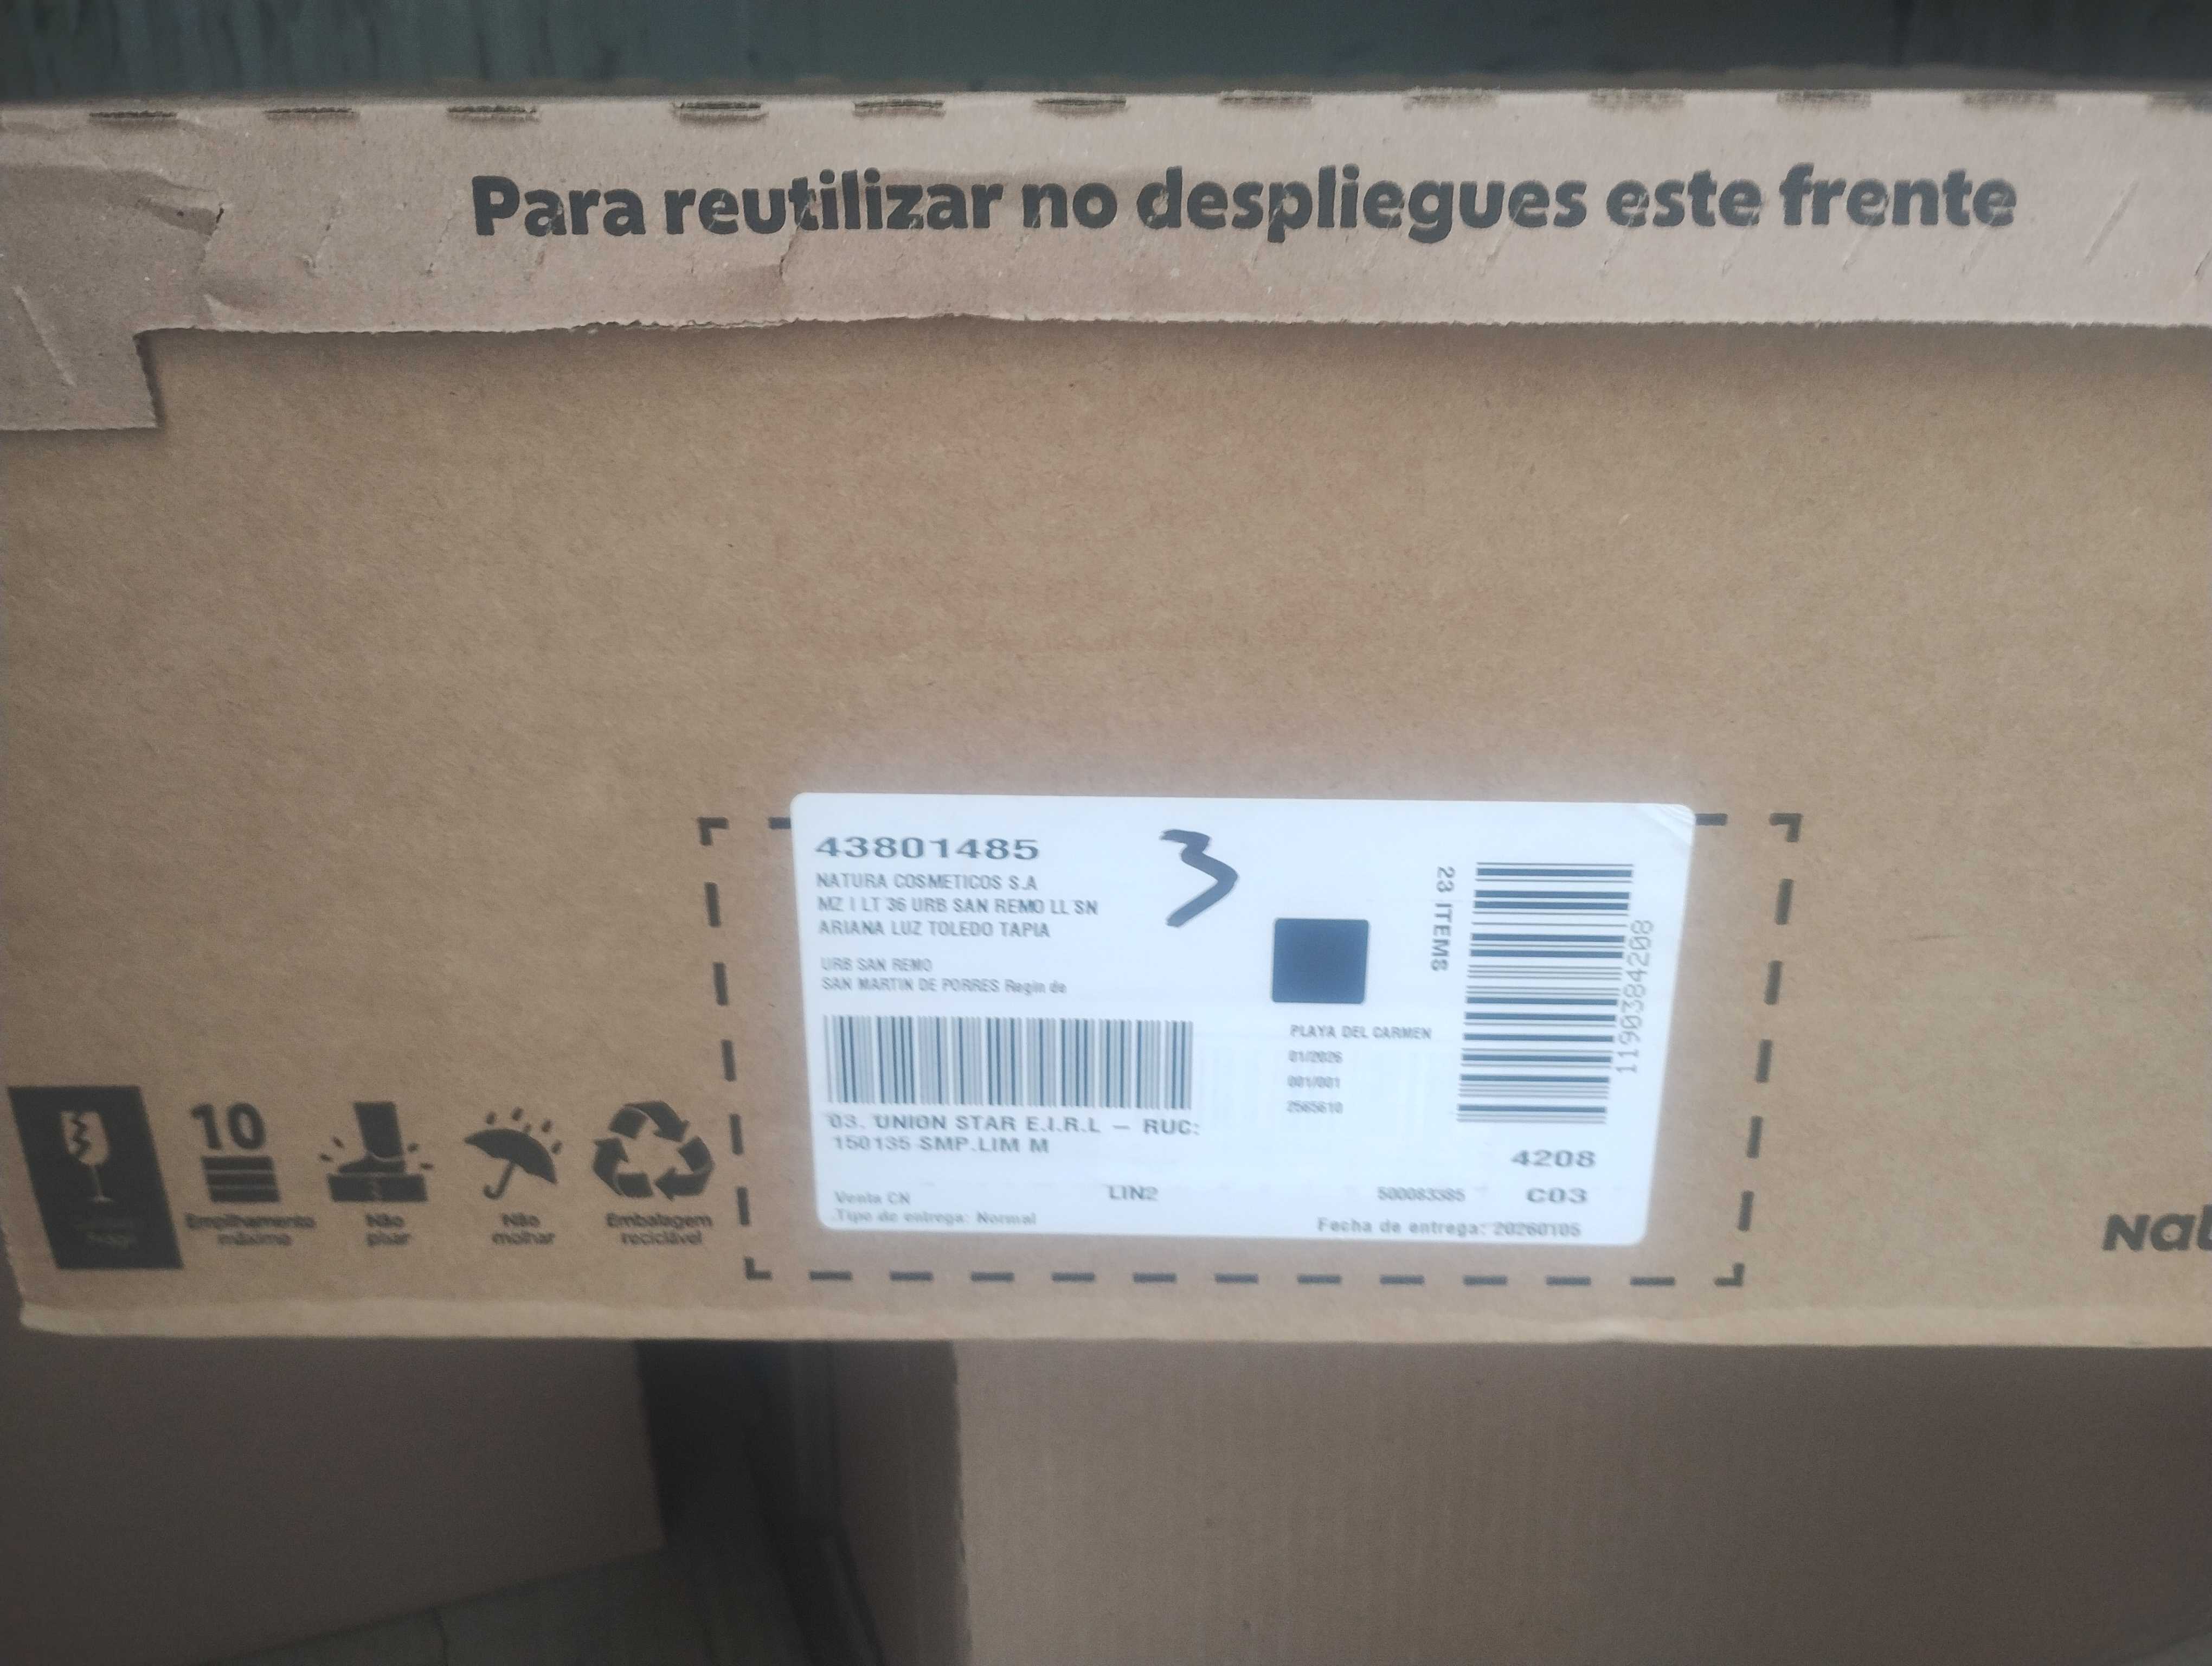 Para reutilizar no despliegues este frente
43801485
3
NATURA COSMETICOS S.A
MZ I LT 36 URB SAN REMO LL SN
ARIANA LUZ TOLEDO TAPIA
URB SAN REMO
SAN MARTIN DE PORRES Regin de
23 ITEMS
1190384208
PLAYA DEL CARMEN
01/2026
001/001
2565610
03. UNION STAR E.I.R.L – RUC:
150135-SMP.LIM M
4208
Venta CN
LIN2
500083385
C03
Tipo de entrega: Normal
Fecha de entrega: 20260105
10
Empilhamento
máximo
Não
pisar
Não
molhar
Embalagem
reciclável